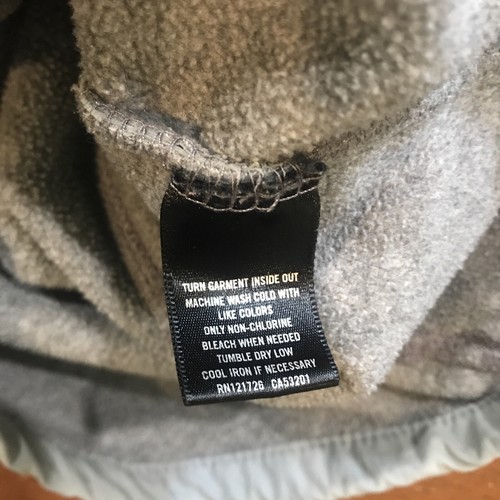 TURN GARMENT INSIDE OUT
MACHINE WASH COLD WITH
LIKE COLORS
ONLY NON-CHLORINE
BLEACH WHEN NEEDED
TUMBLE DRY LOW
COOL IRON IF NECESSARY
RN121726 CA53201